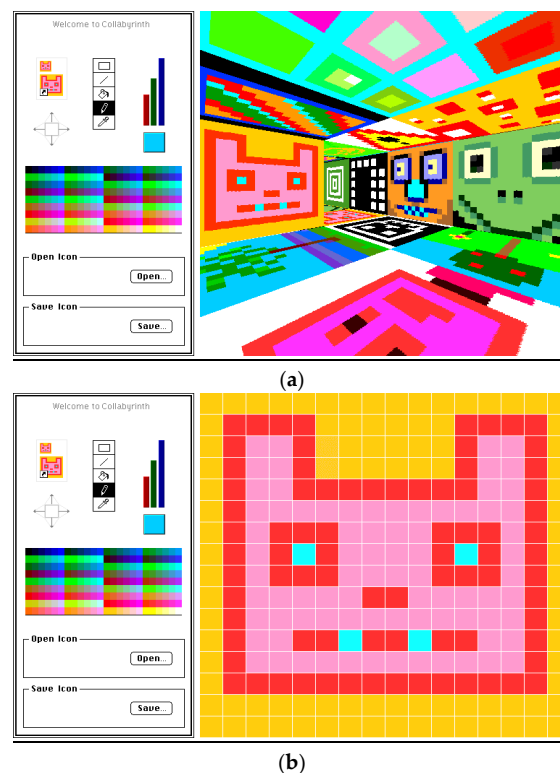 Welcome to Collabyrinth
Open Icon
Open...
Save Icon
Save...
(a)
Welcome to Collabyrinth
Open Icon
Open...
Save Icon
Save...
(b)